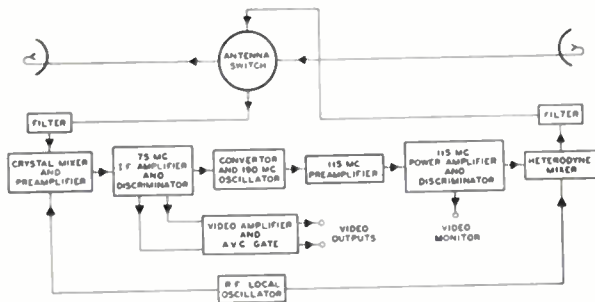 ANTENNA
SWITCH
FILTER
FILTER
CRYSTAL MIXER
AND
PREAMPLIFIER
75 MC
I.F AMPLIFIER
AND
DISCRIMINATOR
CONVERTOR
AND 190 MC
OSCILLATOR
115 MC
PREAMPLIFIER
115 MC
POWER AMPLIFIER
AND
DISCRIMINATOR
HETERODYNE
MIXER
VIDEO AMPLIFIER
AND
A.V.C. GATE
VIDEO
OUTPUTS
VIDEO
MONITOR
R.F. LOCAL
OSCILLATOR